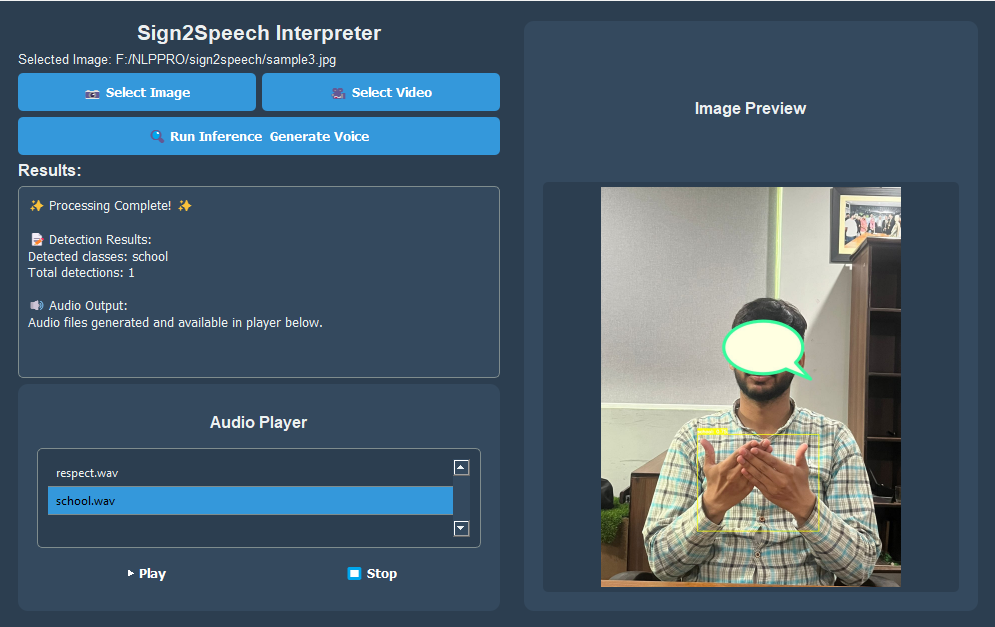 Sign2Speech Interpreter
Selected Image: F:/NLPPRO/sign2speech/sample3.jpg
Select Image
Select Video
Run Inference Generate Voice
Results:
✨ Processing Complete! ✨
📝 Detection Results:
Detected classes: school
Total detections: 1
🔊 Audio Output:
Audio files generated and available in player below.
Audio Player
respect.wav
school.wav
Play
Stop
Image Preview